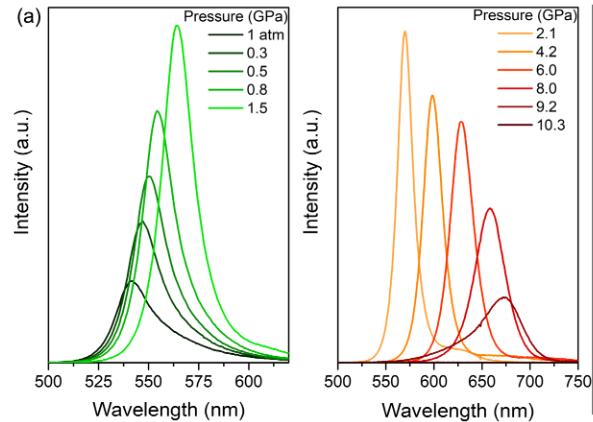 (a)
Pressure (GPa)
1 atm
0.3
0.5
0.8
1.5
Intensity (a.u.)
500 525 550 575 600
Wavelength (nm)
Pressure (GPa)
2.1
4.2
6.0
8.0
9.2
10.3
Intensity (a.u.)
500 550 600 650 700 750
Wavelength (nm)